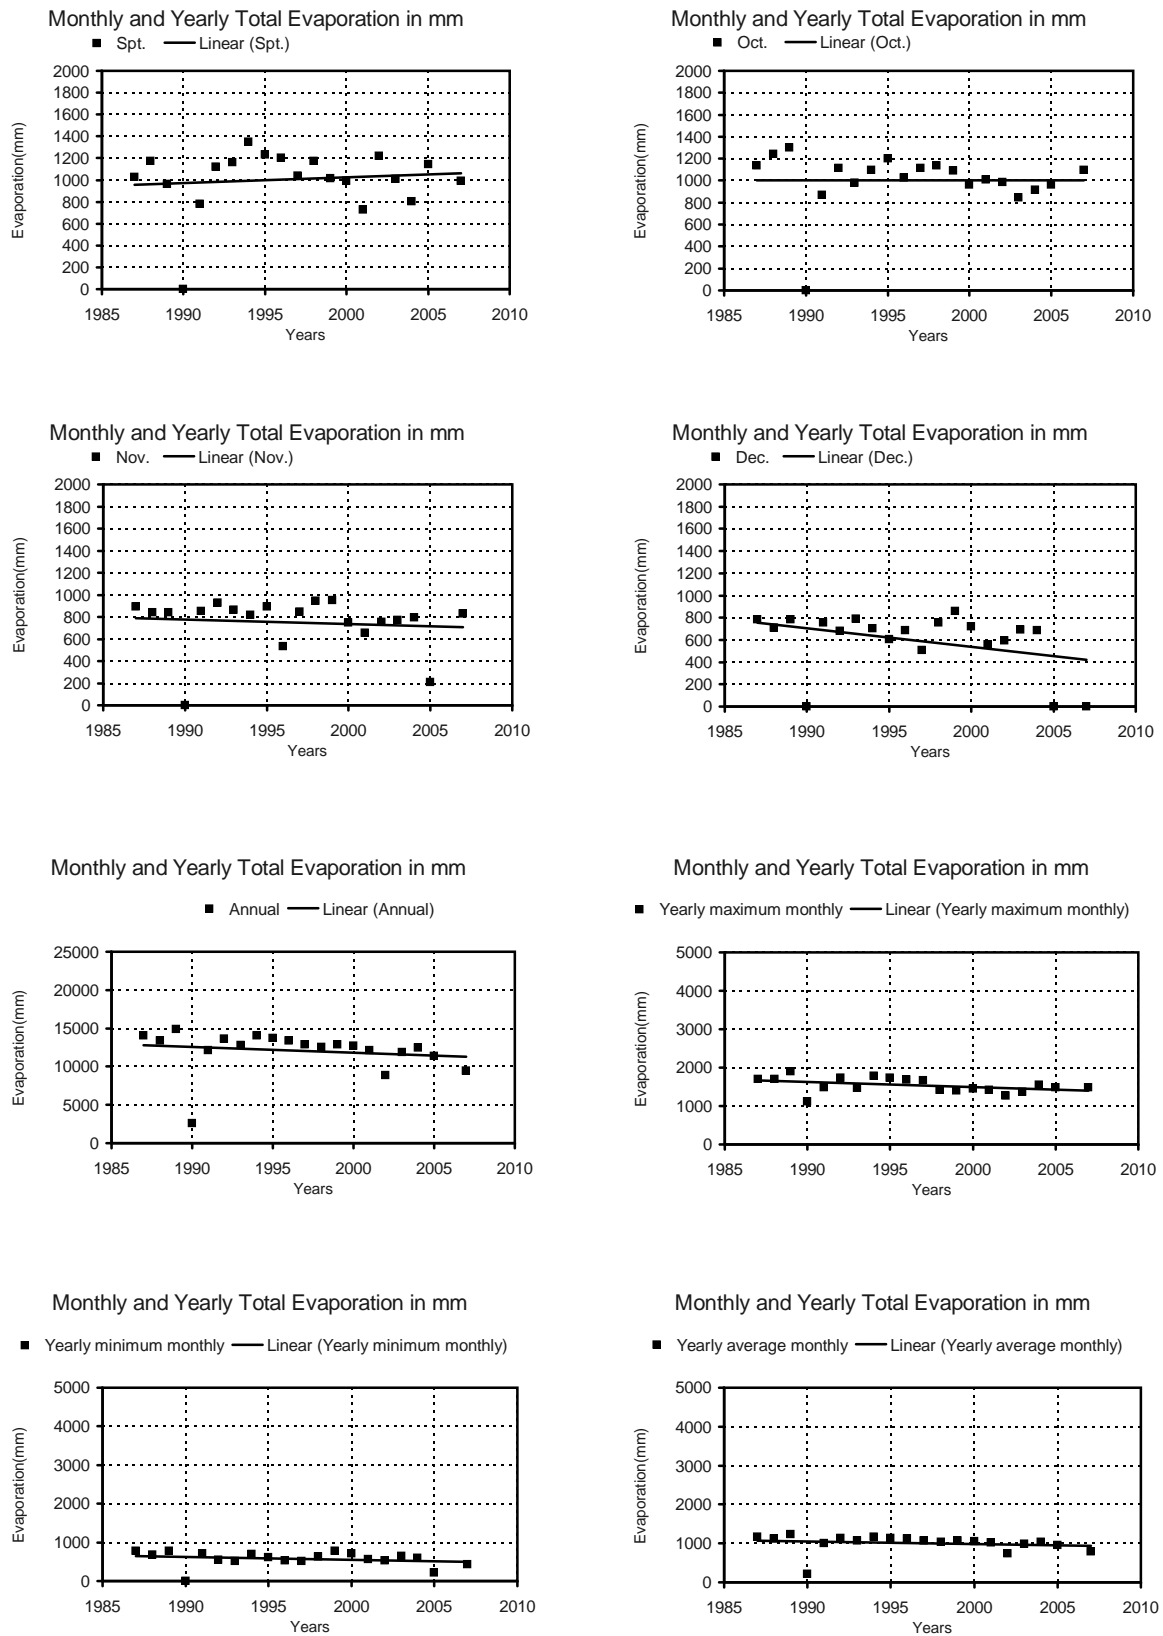 Monthly and Yearly Total Evaporation in mm
Spt. Linear (Spt.)
2000
1800
1600
1400
1200
1000
800
600
400
200
0
Evaporation(mm)
1985 1990 1995 2000 2005 2010
Years
Monthly and Yearly Total Evaporation in mm
Oct. Linear (Oct.)
2000
1800
1600
1400
1200
1000
800
600
400
200
0
Evaporation(mm)
1985 1990 1995 2000 2005 2010
Years
Monthly and Yearly Total Evaporation in mm
Nov. Linear (Nov.)
2000
1800
1600
1400
1200
1000
800
600
400
200
0
Evaporation(mm)
1985 1990 1995 2000 2005 2010
Years
Monthly and Yearly Total Evaporation in mm
Dec. Linear (Dec.)
2000
1800
1600
1400
1200
1000
800
600
400
200
0
Evaporation(mm)
1985 1990 1995 2000 2005 2010
Years
Monthly and Yearly Total Evaporation in mm
Annual Linear (Annual)
25000
20000
15000
10000
5000
0
Evaporation(mm)
1985 1990 1995 2000 2005 2010
Years
Monthly and Yearly Total Evaporation in mm
Yearly maximum monthly Linear (Yearly maximum monthly)
5000
4000
3000
2000
1000
0
Evaporation(mm)
1985 1990 1995 2000 2005 2010
Years
Monthly and Yearly Total Evaporation in mm
Yearly minimum monthly Linear (Yearly minimum monthly)
5000
4000
3000
2000
1000
0
Evaporation(mm)
1985 1990 1995 2000 2005 2010
Years
Monthly and Yearly Total Evaporation in mm
Yearly average monthly Linear (Yearly average monthly)
5000
4000
3000
2000
1000
0
Evaporation(mm)
1985 1990 1995 2000 2005 2010
Years